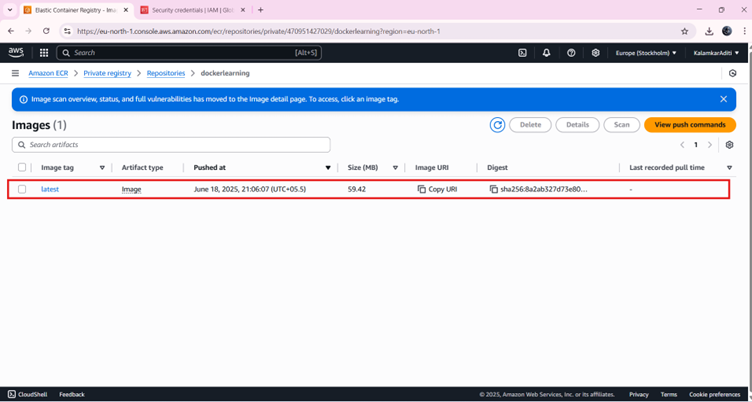 Elastic Container Registry - Ima
Security credentials | IAM | Glo
https://eu-north-1.console.aws.amazon.com/ecr/repositories/private/470951427029/dockerlearning?region=eu-north-1
aws Search [Alt+S] Europe (Stockholm) KalamkarAditi
Amazon ECR > Private registry > Repositories > dockerlearning
Image scan overview, status, and full vulnerabilities has moved to the Image detail page. To access, click an image tag.
Images (1) Delete Details Scan View push commands
Search artifacts 1
Image tag Artifact type Pushed at Size (MB) Image URI Digest Last recorded pull time
latest Image June 18, 2025, 21:06:07 (UTC+05.5) 59.42 Copy URI sha256:8a2ab327d73e80... -
CloudShell Feedback © 2025, Amazon Web Services, Inc. or its affiliates. Privacy Terms Cookie preferences